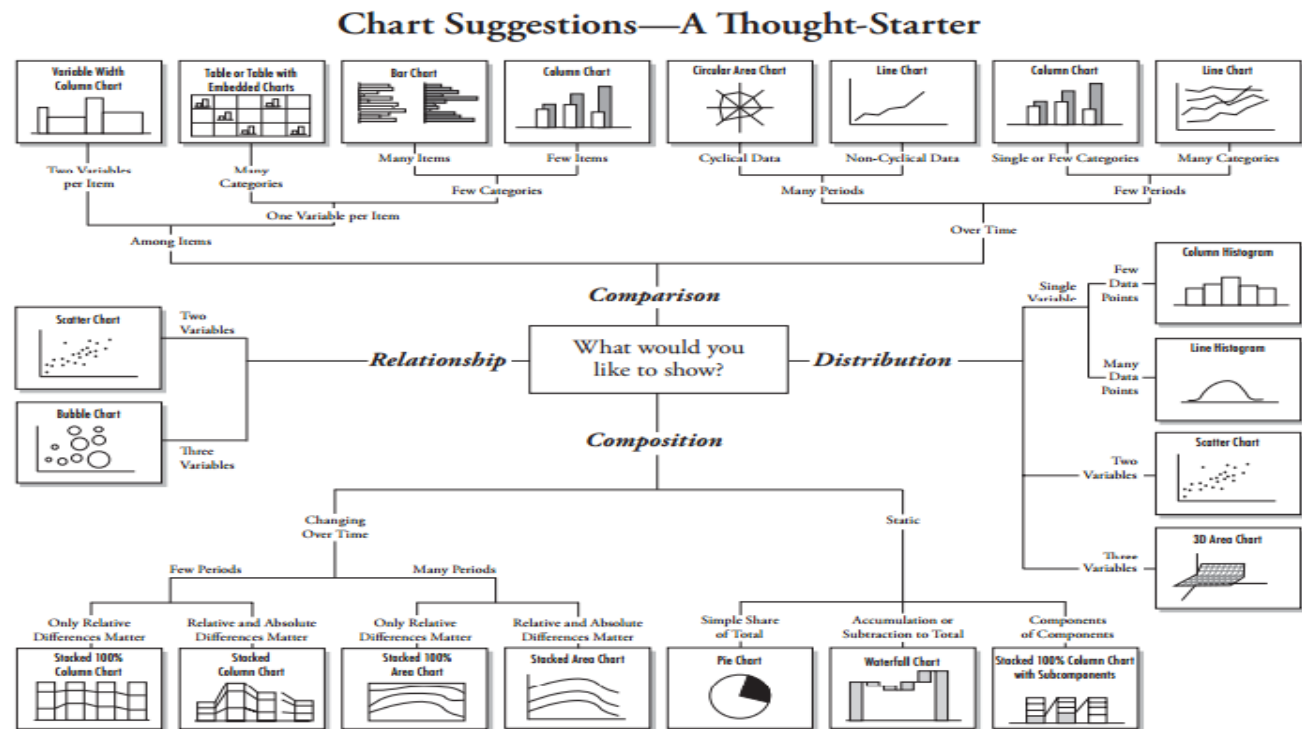 Chart Suggestions—A Thought-Starter
Variable Width
Column Chart
Table or Table with
Embedded Charts
Bar Chart
Column Chart
Circular Area Chart
Line Chart
Column Chart
Line Chart
Two Variables
per Item
Many
Categories
Many Items
Few Items
Cyclical Data
Non-Cyclical Data
Single or Few Categories
Many Categories
Few Categories
Many Periods
Few Periods
One Variable per Item
Among Items
Over Time
Comparison
What would you
like to show?
Relationship
Two
Variables
Scatter Chart
Three
Variables
Bubble Chart
Distribution
Single
Variable
Few
Data
Points
Column Histogram
Many
Data
Points
Line Histogram
Two
Variables
Scatter Chart
Three
Variables
3D Area Chart
Composition
Changing
Over Time
Static
Few Periods
Many Periods
Only Relative
Differences Matter
Relative and Absolute
Differences Matter
Only Relative
Differences Matter
Relative and Absolute
Differences Matter
Simple Share
of Total
Accumulation or
Subtraction to Total
Components
of Components
Stacked 100%
Column Chart
Stacked
Column Chart
Stacked 100%
Area Chart
Stacked Area Chart
Pie Chart
Waterfall Chart
Stacked 100% Column Chart
with Subcomponents